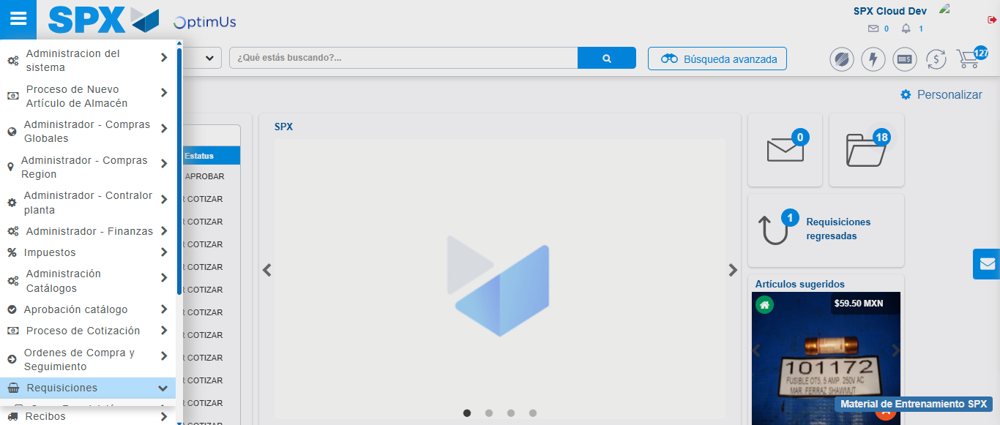 SPX
OptimUs
SPX Cloud Dev
0
1
Administracion del
sistema
Proceso de Nuevo
Artículo de Almacén
Administrador - Compras
Globales
Administrador - Compras
Region
Administrador - Contralor
planta
Administrador - Finanzas
Impuestos
Administración
Catálogos
Aprobación catálogo
Proceso de Cotización
Ordenes de Compra y
Seguimiento
Requisiciones
Recibos
¿Qué estás buscando?...
Búsqueda avanzada
127
Personalizar
Estatus
APROBAR
COTIZAR
COTIZAR
COTIZAR
COTIZAR
COTIZAR
COTIZAR
COTIZAR
COTIZAR
COTIZAR
COTIZAR
COTIZAR
SPX
0
18
1
Requisiciones
regresadas
Artículos sugeridos
$59.50 MXN
101172
FUSIBLE OT5, 5 AMP. 250V AC
MAR. FERRAZ SHAWMUT
Material de Entrenamiento SPX